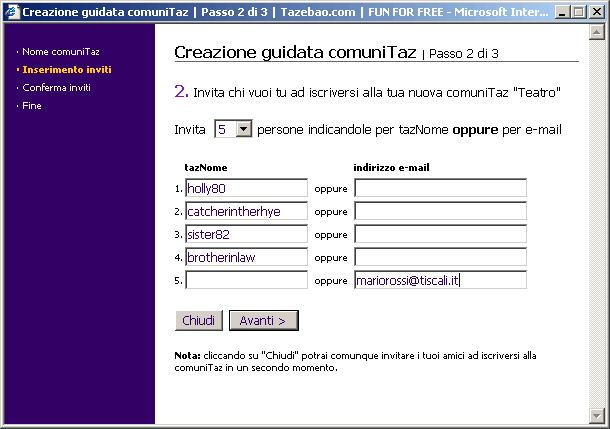 Creazione guidata comuniTaz | Passo 2 di 3 | Tazebao.com | FUN FOR FREE - Microsoft Inter...
· Nome comuniTaz
· Inserimento inviti
· Conferma inviti
· Fine
Creazione guidata comuniTaz | Passo 2 di 3
2. Invita chi vuoi tu ad iscriversi alla tua nuova comuniTaz "Teatro"
Invita 5 persone indicandole per tazNome oppure per e-mail
tazNome indirizzo e-mail
1. holly80 oppure
2. catcherintherhye oppure
3. sister82 oppure
4. brotherinlaw oppure
5. oppure mariorossi@tiscali.it
Chiudi Avanti >
Nota: cliccando su "Chiudi" potrai comunque invitare i tuoi amici ad iscriversi alla
comuniTaz in un secondo momento.